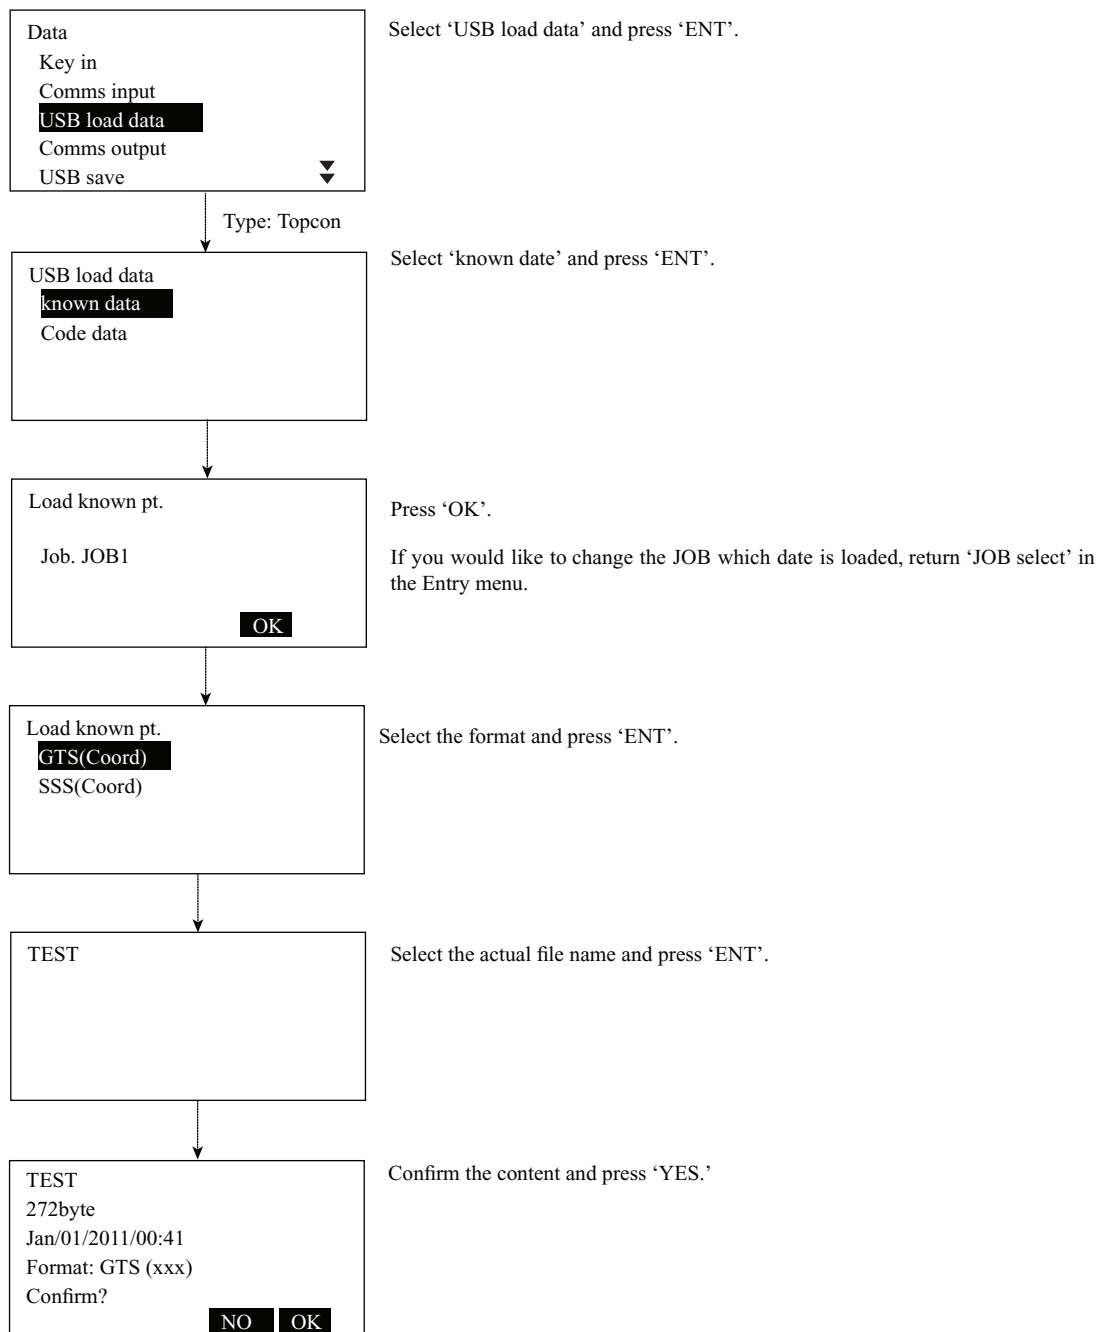 Data
Select ‘USB load data’ and press ‘ENT’.
Key in
Comms input
USB load data
Comms output
USB save
Type: Topcon
USB load data
Select ‘known date’ and press ‘ENT’.
known data
Code data
Load known pt.
Press ‘OK’.
Job. JOB1
If you would like to change the JOB which date is loaded, return ‘JOB select’ in
the Entry menu.
OK
Load known pt.
Select the format and press ‘ENT’.
GTS(Coord)
SSS(Coord)
TEST
Select the actual file name and press ‘ENT’.
TEST
Confirm the content and press ‘YES.’
272byte
Jan/01/2011/00:41
Format: GTS (xxx)
Confirm?
NO OK